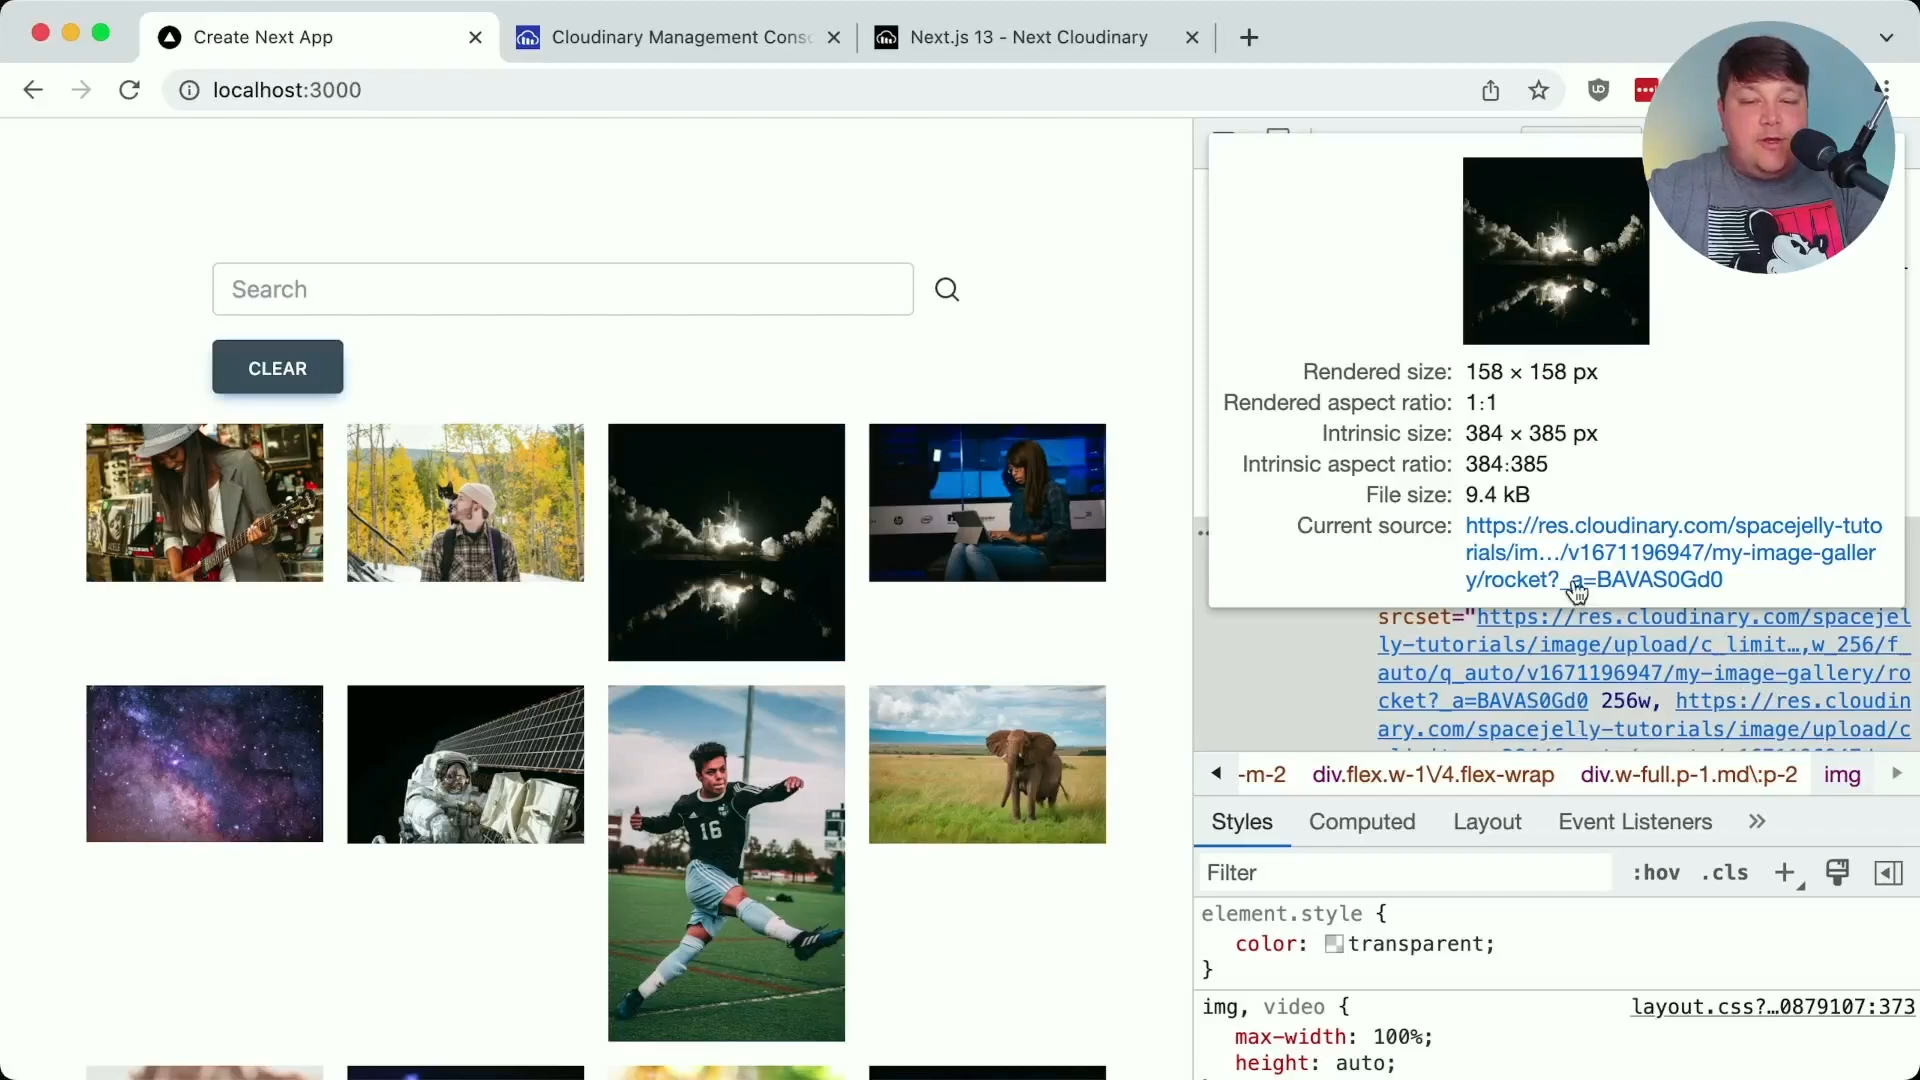 Create Next App
Cloudinary Management Cons
Next.js 13 - Next Cloudinary
localhost:3000
Search
CLEAR
16
Rendered size: 158 × 158 px
Rendered aspect ratio: 1:1
Intrinsic size: 384 × 385 px
Intrinsic aspect ratio: 384:385
File size: 9.4 kB
Current source: https://res.cloudinary.com/spacejelly-tuto
rials/im…/v1671196947/my-image-galler
y/rocket?_a=BAVAS0Gd0
srcset="https://res.cloudinary.com/spacejel
ly-tutorials/image/upload/c_limit…,w_256/f_
auto/q_auto/v1671196947/my-image-gallery/ro
cket?_a=BAVAS0Gd0 256w, https://res.cloudin
ary.com/spacejelly-tutorials/image/upload/c
-m-2 div.flex.w-1\/4.flex-wrap div.w-full.p-1.md\:p-2 img
Styles Computed Layout Event Listeners »
Filter :hov .cls
element.style {
color: transparent;
}
img, video { layout.css?…0879107:373
max-width: 100%;
height: auto;